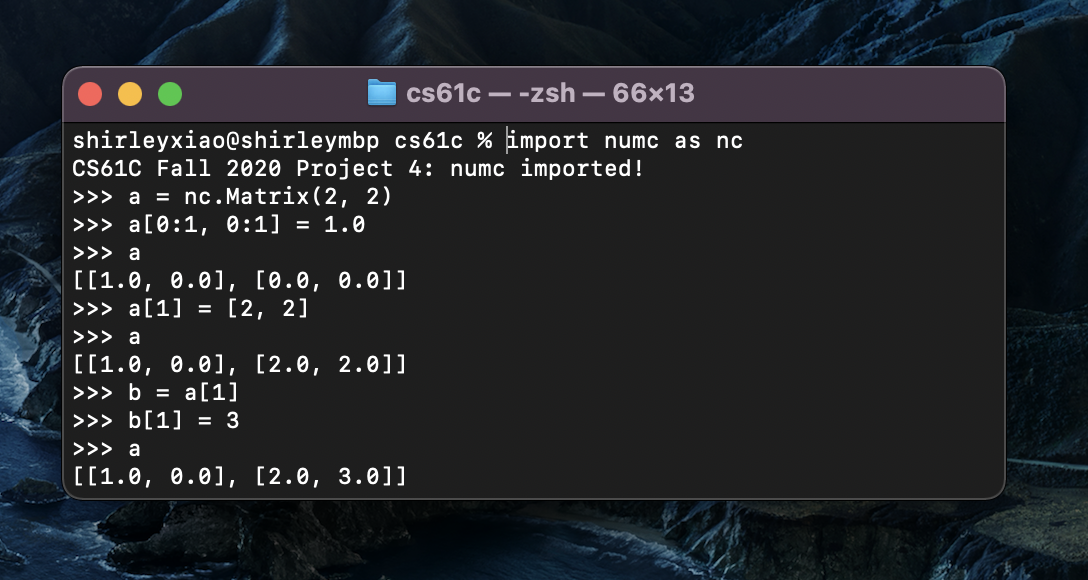 cs61c — -zsh — 66×13
shirleyxiao@shirleymbp cs61c % import numc as nc
CS61C Fall 2020 Project 4: numc imported!
>>> a = nc.Matrix(2, 2)
>>> a[0:1, 0:1] = 1.0
>>> a
[[1.0, 0.0], [0.0, 0.0]]
>>> a[1] = [2, 2]
>>> a
[[1.0, 0.0], [2.0, 2.0]]
>>> b = a[1]
>>> b[1] = 3
>>> a
[[1.0, 0.0], [2.0, 3.0]]